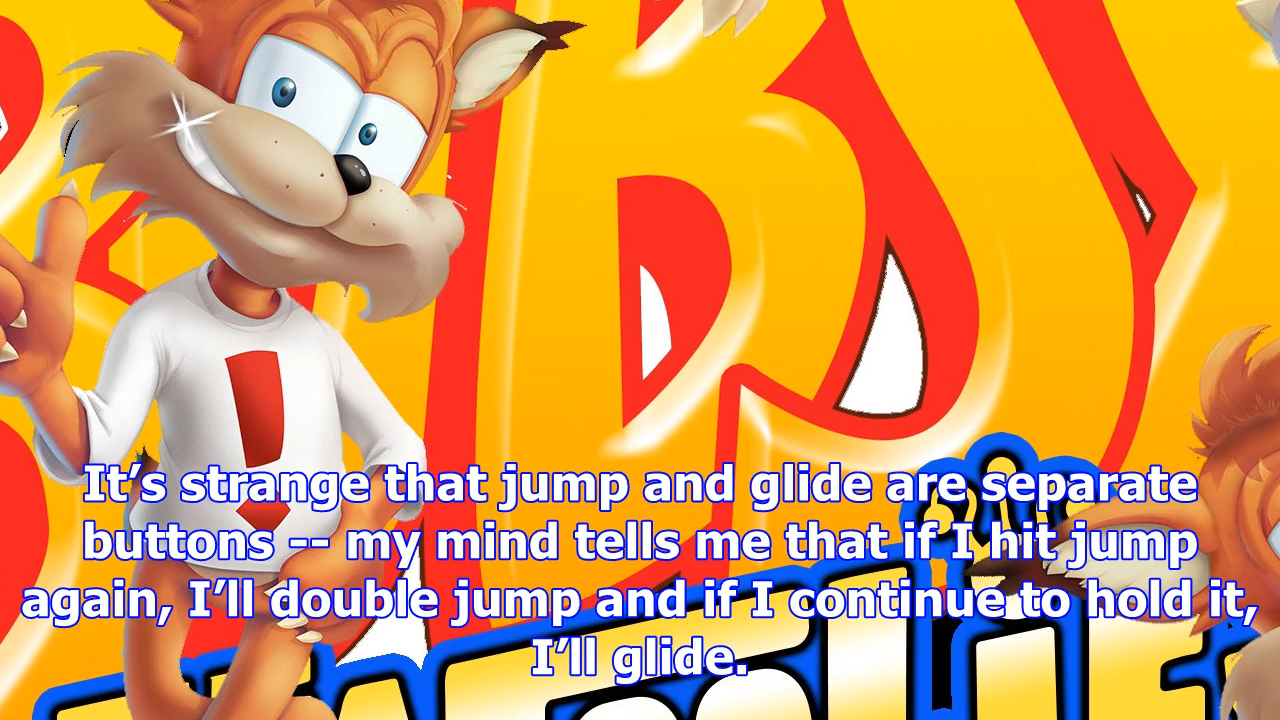 BS
It’s strange that jump and glide are separate
buttons -- my mind tells me that if I hit jump
again, I’ll double jump and if I continue to hold it,
I’ll glide.